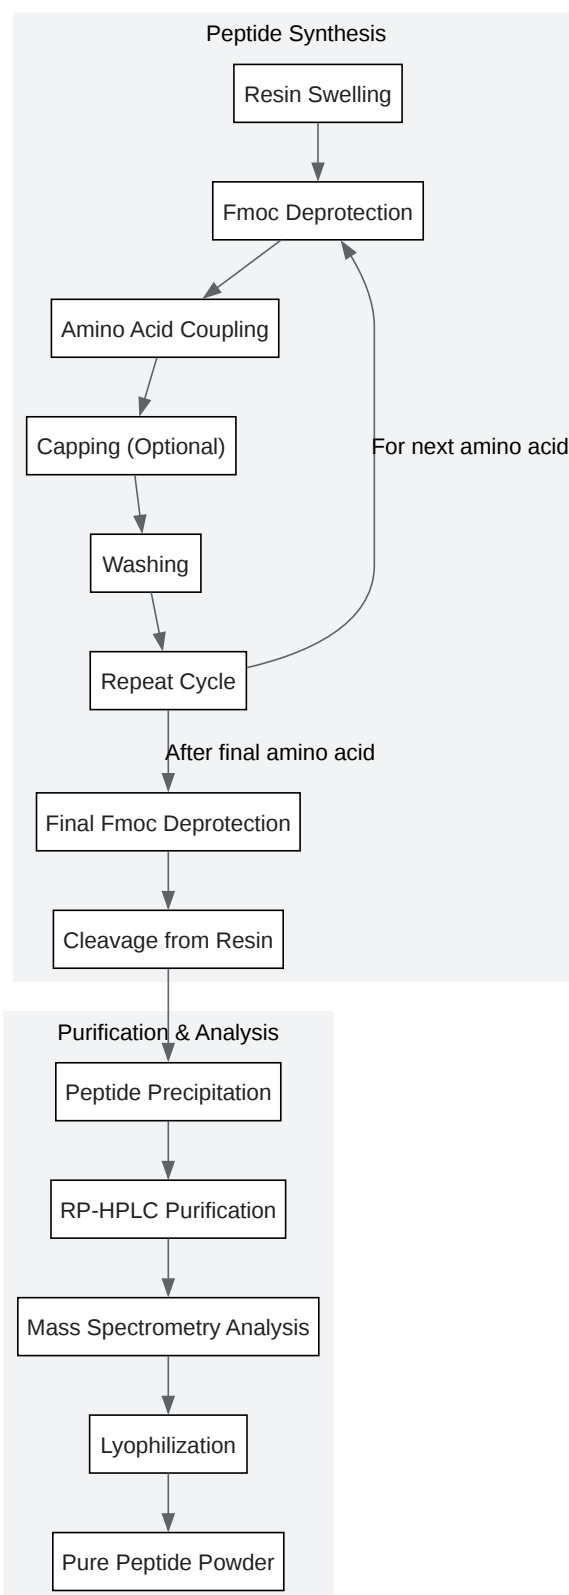 Peptide Synthesis
Resin Swelling
Fmoc Deprotection
Amino Acid Coupling
Capping (Optional)
For next amino acid
Washing
Repeat Cycle
After final amino acid
Final Fmoc Deprotection
Cleavage from Resin
Purification & Analysis
Peptide Precipitation
RP-HPLC Purification
Mass Spectrometry Analysis
Lyophilization
Pure Peptide Powder